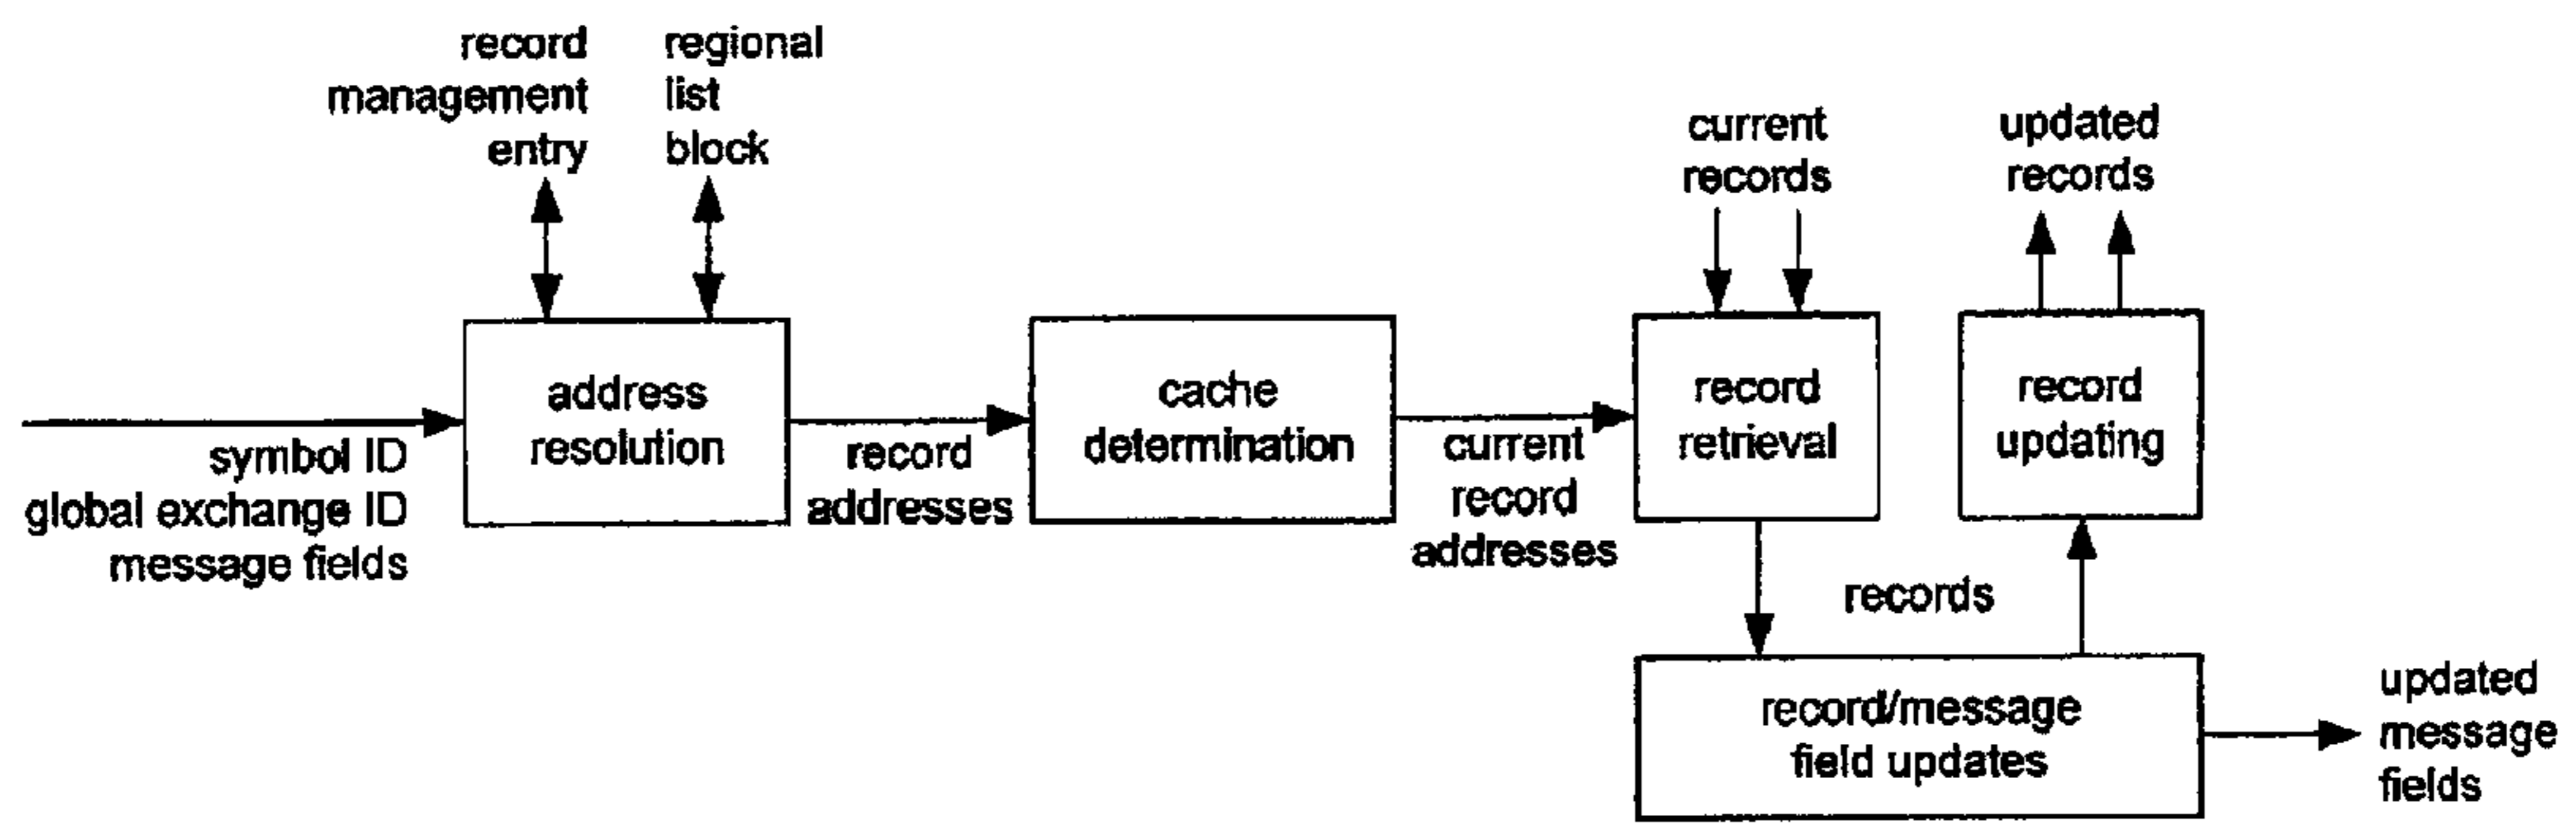 record
management
entry
regional
list
block
current
records
updated
records
address
resolution
cache
determination
record
retrieval
record
updating
symbol ID
global exchange ID
message fields
record
addresses
current
record
addresses
records
record/message
field updates
updated
message
fields